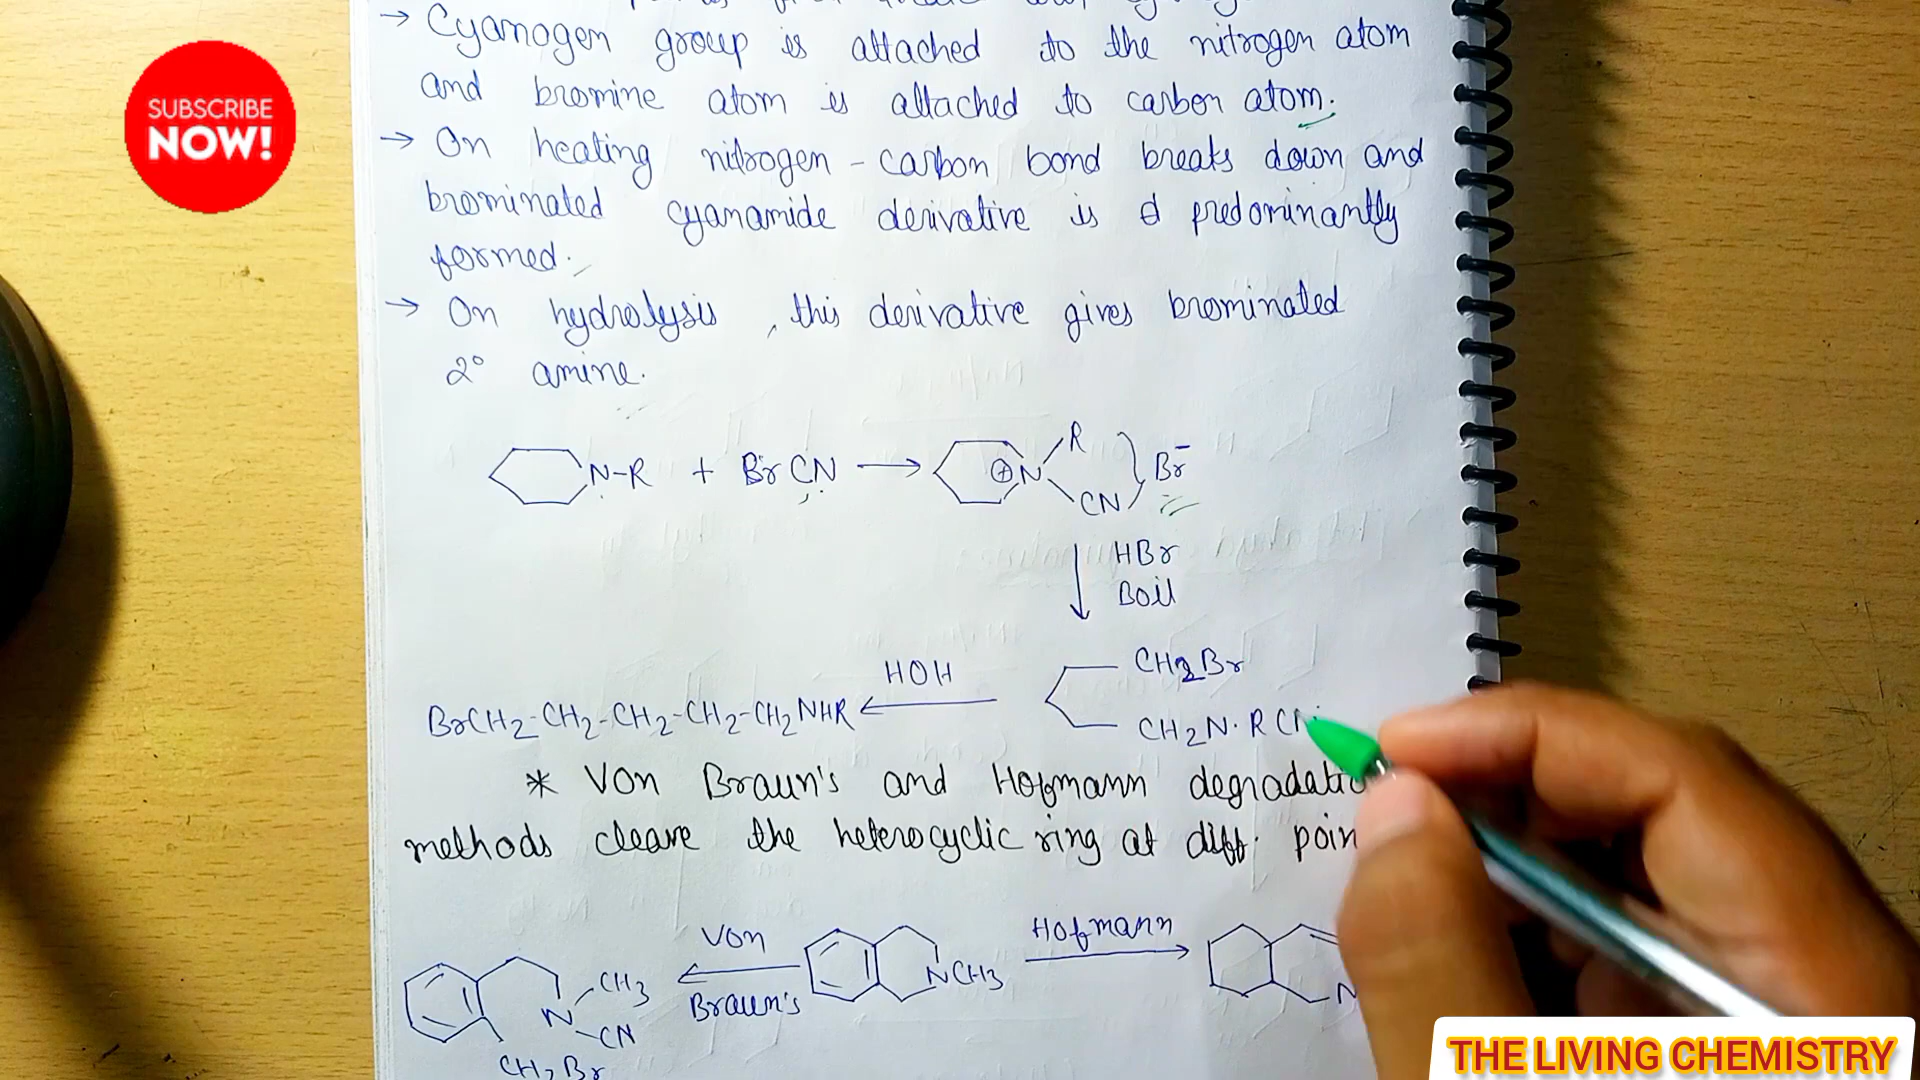 SUBSCRIBE
NOW!
→ Cyanogen group is attached to the nitrogen atom
and bromine atom is attached to carbon atom.
→ On heating nitrogen - carbon bond breaks down and
brominated cyanamide derivative is predominantly
formed.
→ On hydrolysis, this derivative gives brominated
2° amine.
N-R + BrCN → ⊕N R CN Br⁻
HBr
Boil
CH2Br
HOH
BrCH2-CH2-CH2-CH2-CH2NHR ← CH2N·RCN
* Von Braun's and Hofmann
methods cleave the heterocyclic ring at diff.
Von Hofmann
CH3 NCH3
Braun's
N
CN
CH2Br
THE LIVING CHEMISTRY